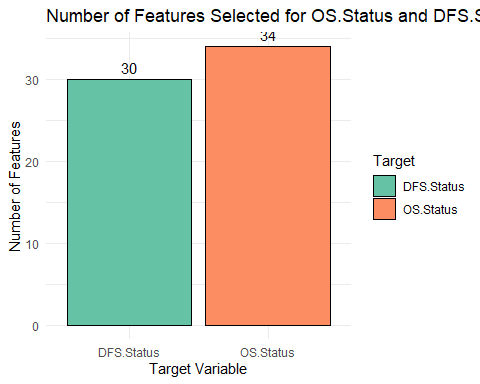 Number of Features Selected for OS.Status and DFS.S
34
30
30
20
10
0
Number of Features
DFS.Status
OS.Status
Target Variable
Target
DFS.Status
OS.Status